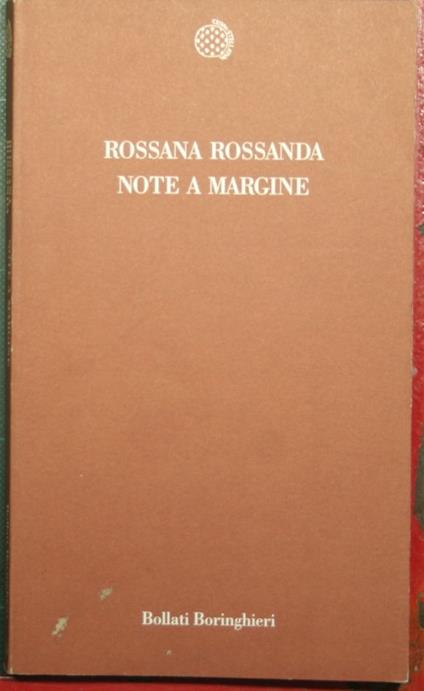 ROSSANA ROSSANDA
NOTE A MARGINE
Bollati Boringhieri